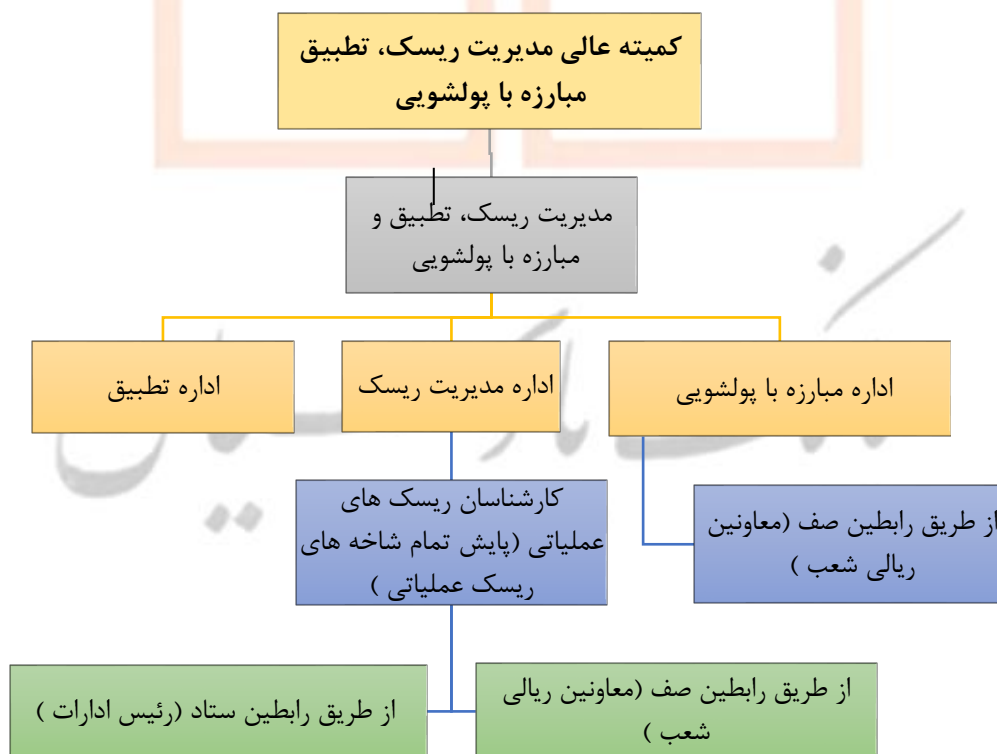 کمیته عالی مدیریت ریسک، تطبیق
مبارزه با پولشویی
مدیریت ریسک، تطبیق و
مبارزه با پولشویی
اداره مبارزه با پولشویی
اداره مدیریت ریسک
اداره تطبیق
از طریق رابطین صف (معاونین
ریالی شعب )
کارشناسان ریسک های
عملیاتی (پایش تمام شاخه های
ریسک عملیاتی )
از طریق رابطین صف (معاونین ریالی
شعب )
از طریق رابطین ستاد (رئیس ادارات )